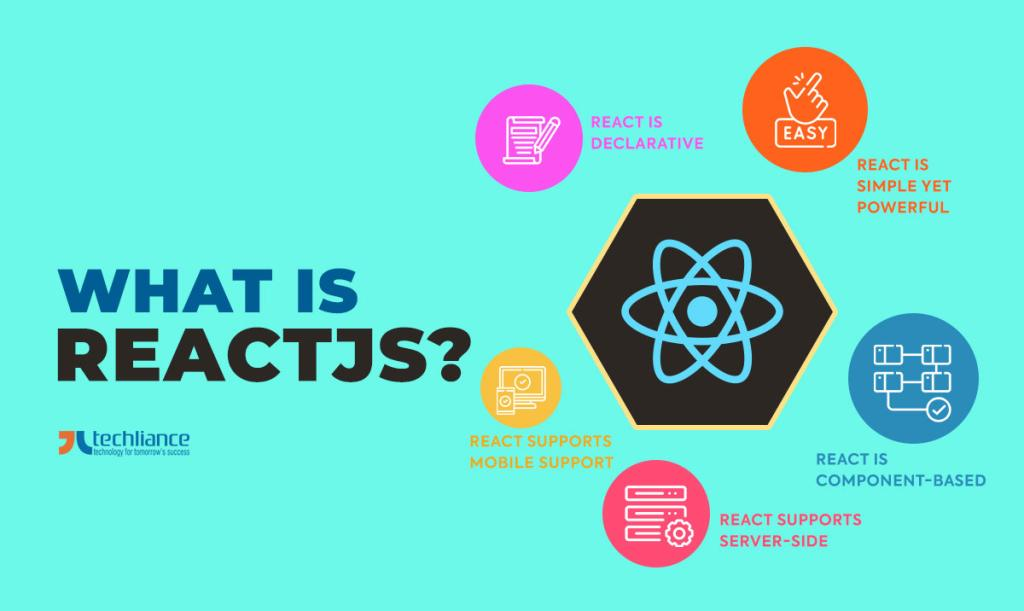 WHAT IS
REACTJS?
techliance
technology for tomorrow's success
REACT IS
DECLARATIVE
EASY
REACT IS
SIMPLE YET
POWERFUL
REACT SUPPORTS
MOBILE SUPPORT
REACT IS
COMPONENT-BASED
REACT SUPPORTS
SERVER-SIDE